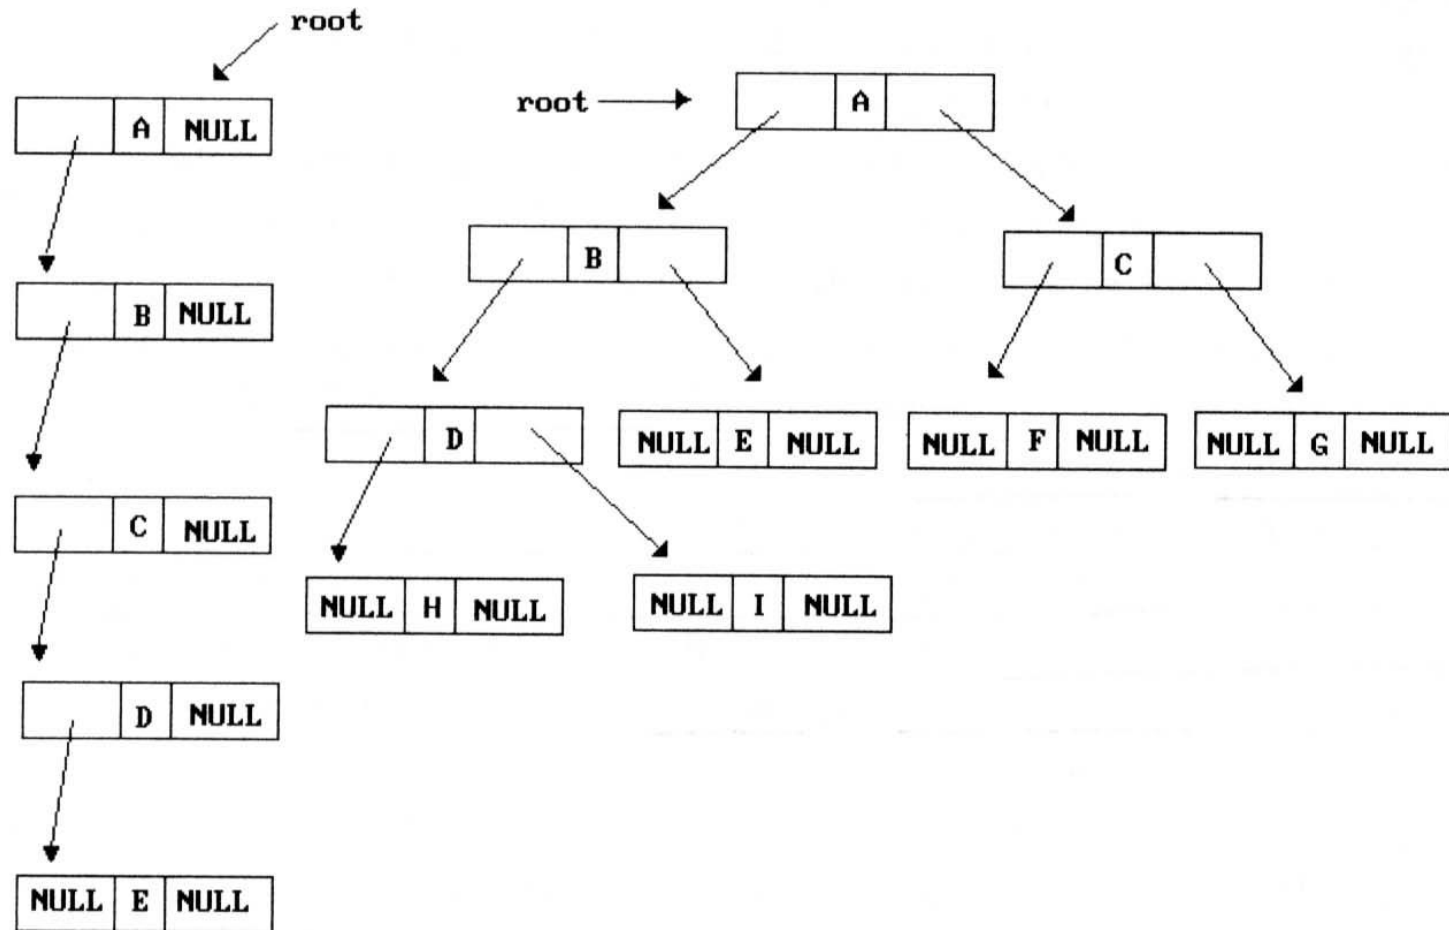 root
A NULL
B NULL
C NULL
D NULL
NULL E NULL
root
A
B
C
D
NULL E NULL
NULL F NULL
NULL G NULL
NULL H NULL
NULL I NULL